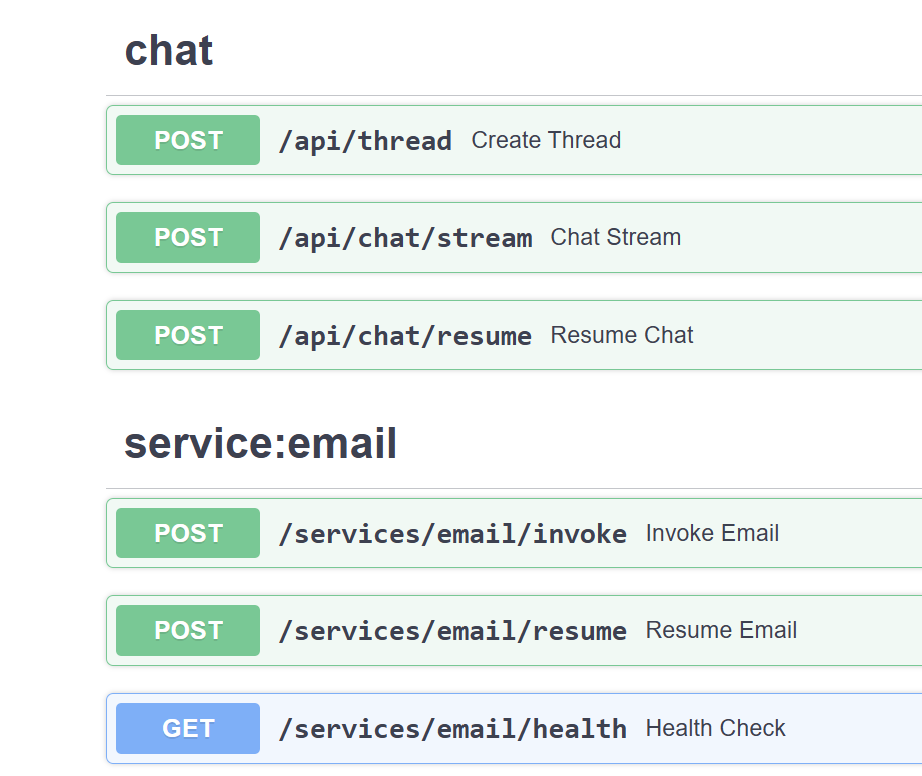 chat
POST /api/thread Create Thread
POST /api/chat/stream Chat Stream
POST /api/chat/resume Resume Chat
service:email
POST /services/email/invoke Invoke Email
POST /services/email/resume Resume Email
GET /services/email/health Health Check